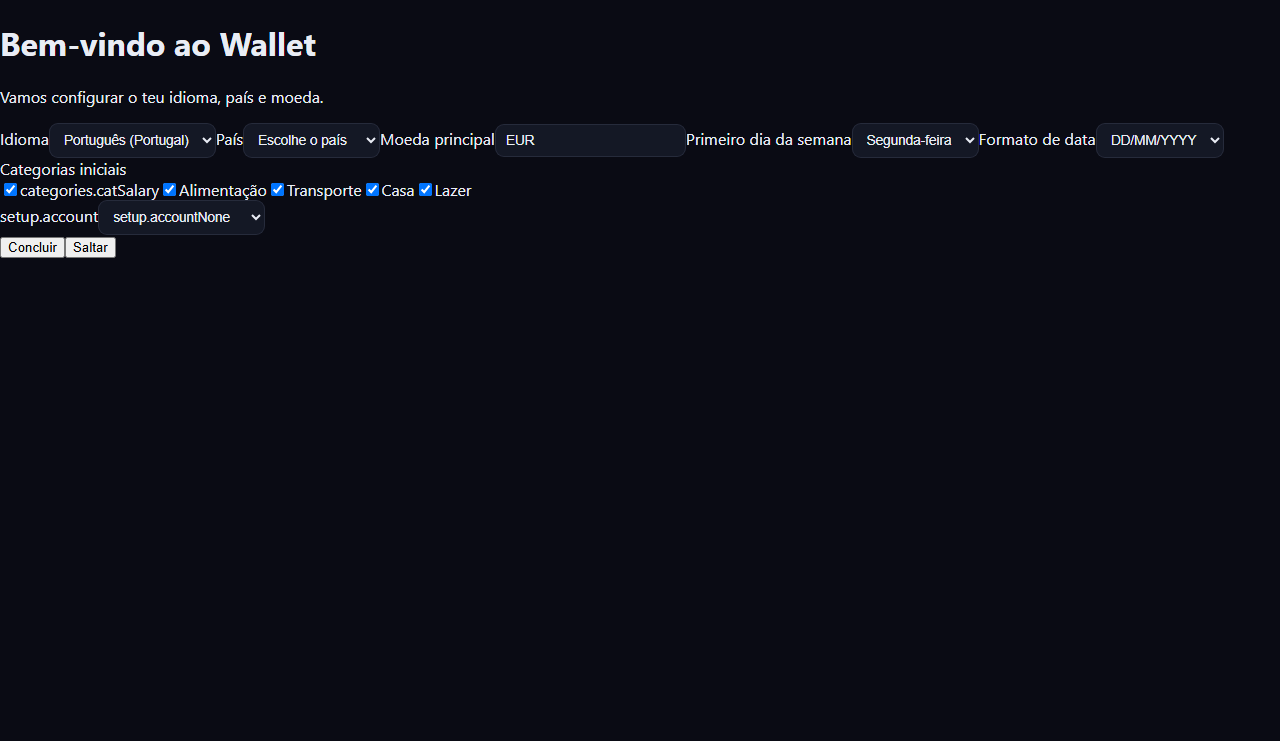 Bem-vindo ao Wallet
Vamos configurar o teu idioma, país e moeda.
Idioma Português (Portugal) País Escolhe o país Moeda principal EUR Primeiro dia da semana Segunda-feira Formato de data DD/MM/YYYY
Categorias iniciais
categories.catSalary Alimentação Transporte Casa Lazer
setup.account setup.accountNone
Concluir Saltar